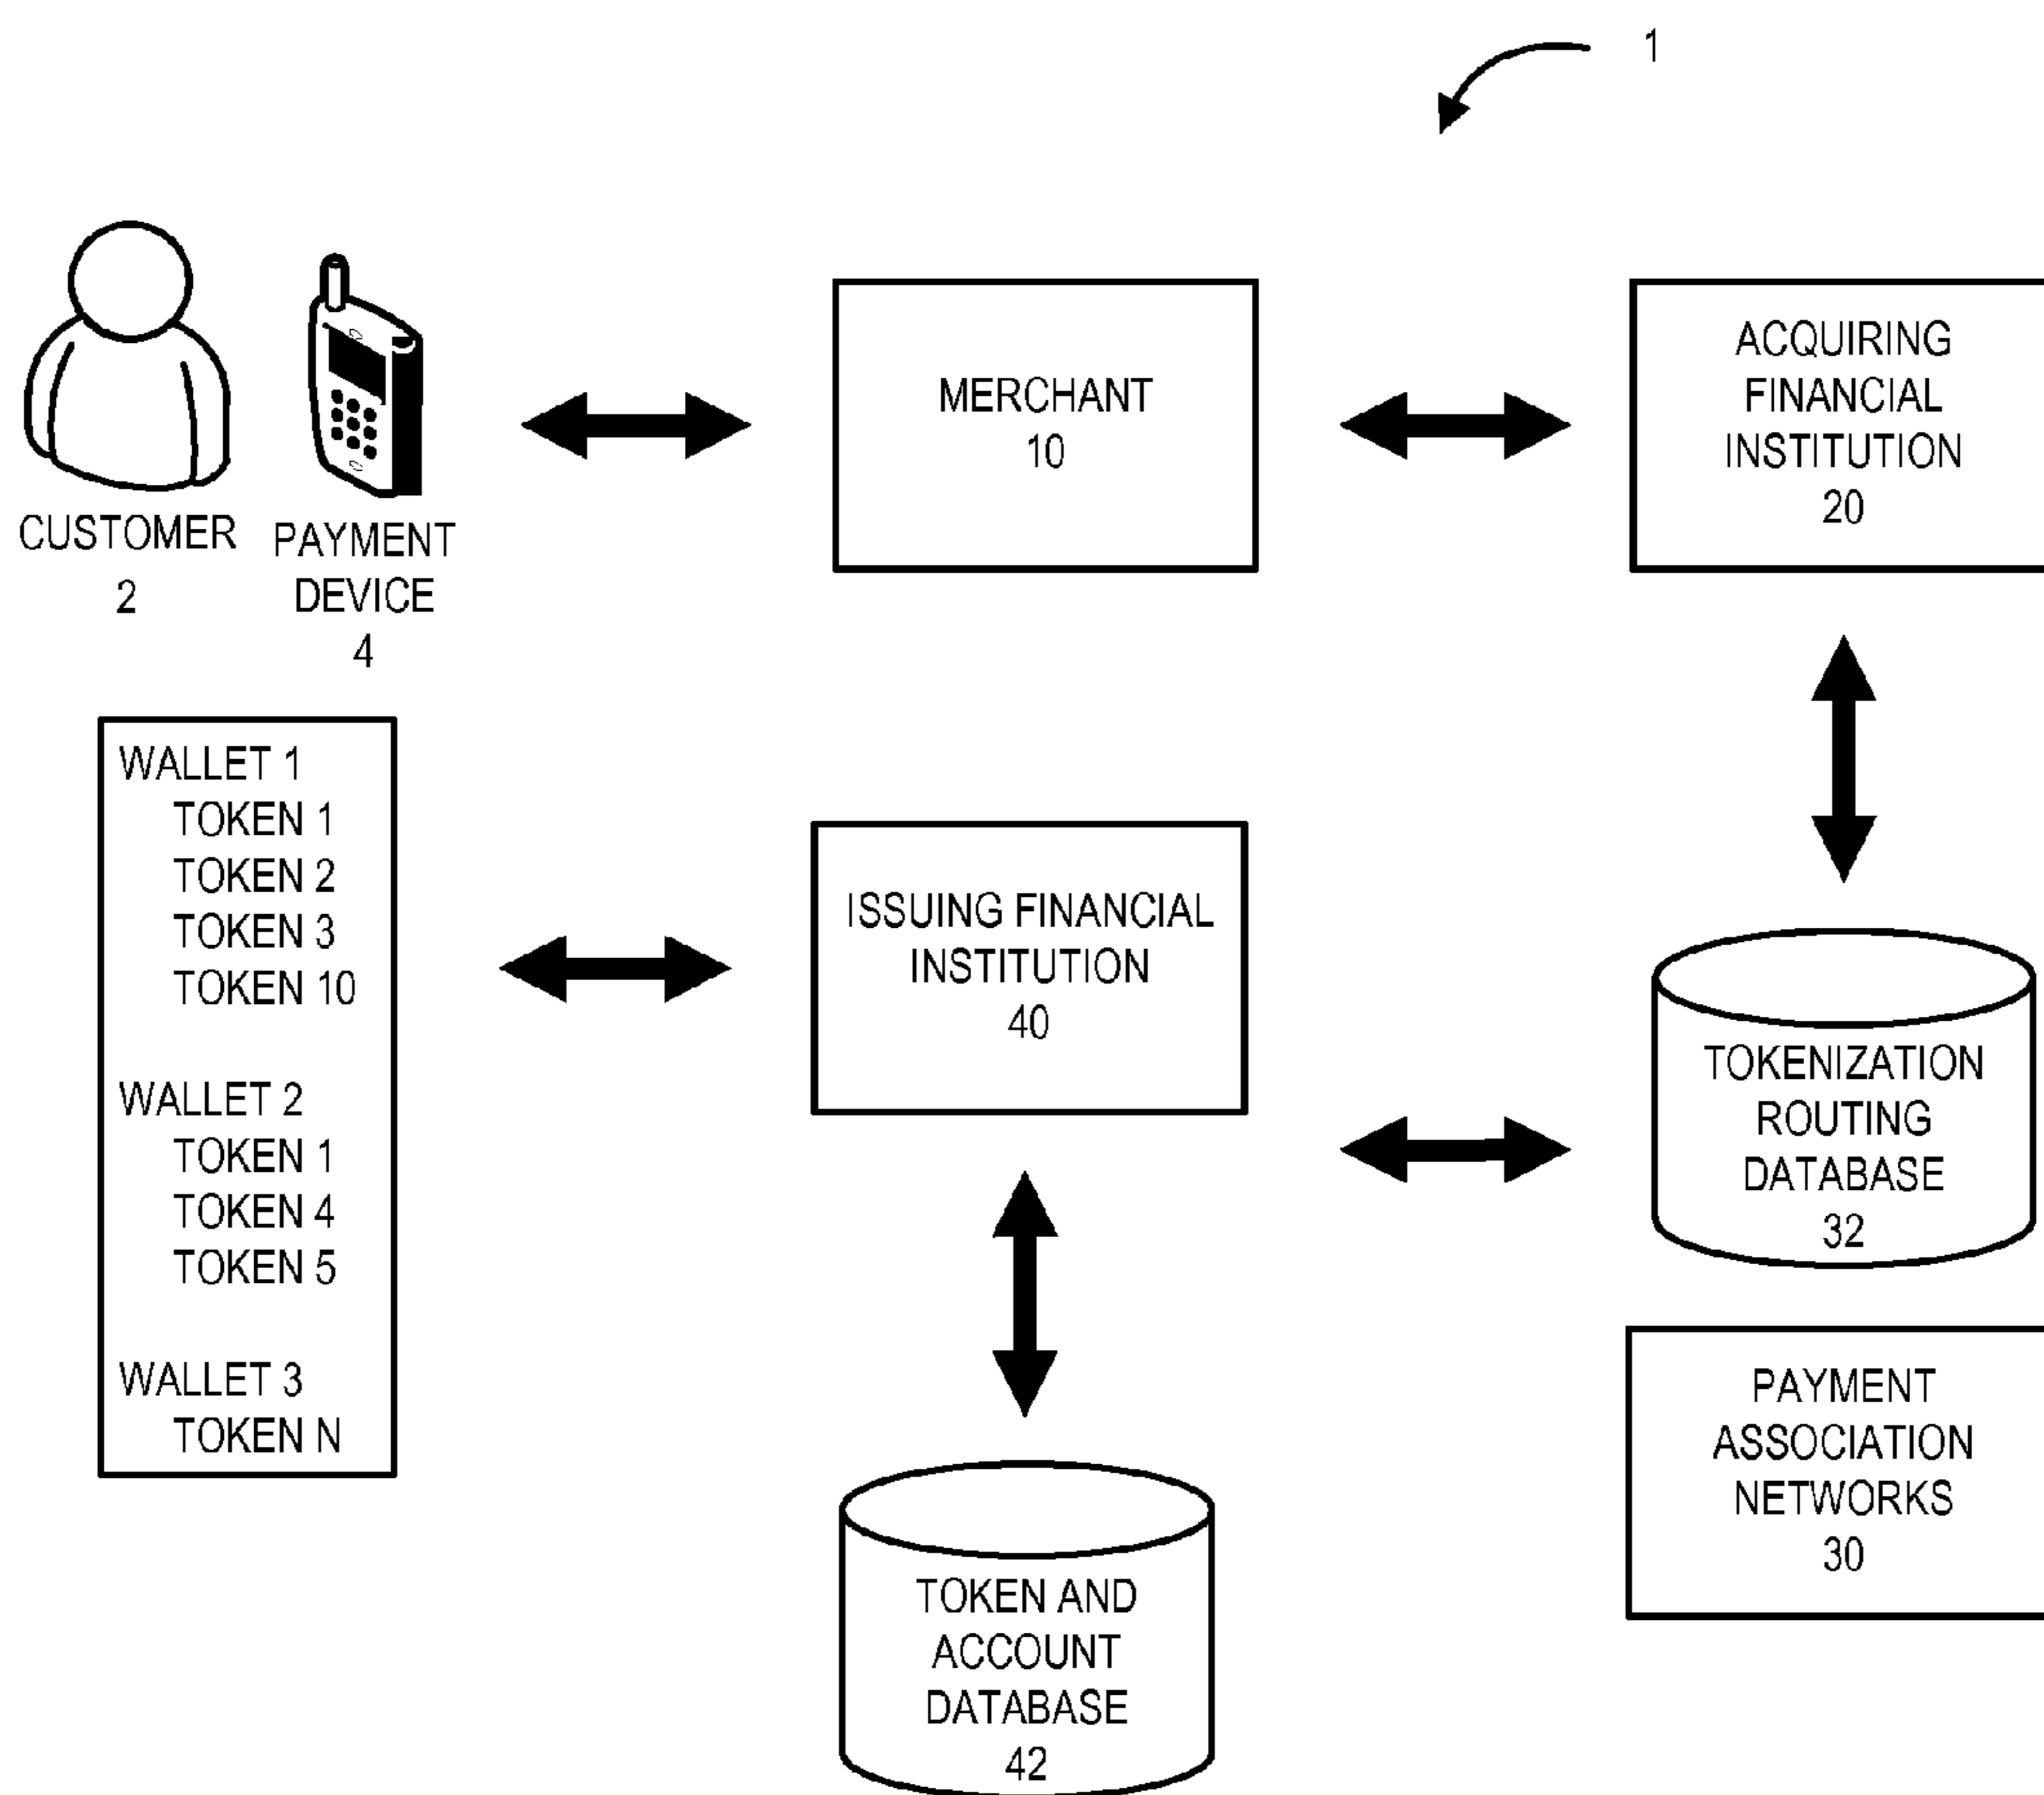 1
CUSTOMER
2
PAYMENT
DEVICE
4
MERCHANT
10
ACQUIRING
FINANCIAL
INSTITUTION
20
WALLET 1
TOKEN 1
TOKEN 2
TOKEN 3
TOKEN 10
WALLET 2
TOKEN 1
TOKEN 4
TOKEN 5
WALLET 3
TOKEN N
ISSUING FINANCIAL
INSTITUTION
40
TOKENIZATION
ROUTING
DATABASE
32
PAYMENT
ASSOCIATION
NETWORKS
30
TOKEN AND
ACCOUNT
DATABASE
42